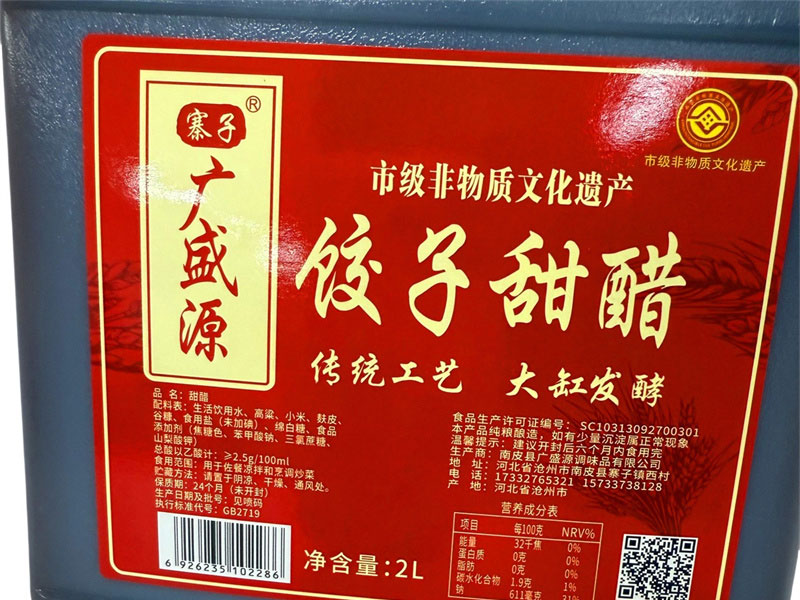 寨子®
广盛源
市级非物质文化遗产
市级非物质文化遗产
饺子甜醋
传统工艺 大缸发酵
品 名：甜醋
配料表：生活饮用水、高粱、小米、麸皮、
谷糠、食用盐（未加碘）、绵白糖、食品
添加剂（焦糖色、苯甲酸钠、三氯蔗糖、
山梨酸钾）
总酸以乙酸计：≥2.5g/100ml
食用范围：用于佐餐凉拌和烹调炒菜
贮藏方法：请置于阴凉、干燥、通风处。
保质期：24个月（未开封）
生产日期及批号：见喷码
执行标准代号：GB2719
6 926235 102286
净含量：2L
食品生产许可证编号： SC10313092700301
本产品纯粮酿造，如有少量沉淀属正常现象
温馨提示：建议开封后六个月内食用完
生产商：南皮县广盛源调味品有限公司
地 址：河北省沧州市南皮县寨子镇西村
电 话：17332765321 15733738128
产 地：河北省沧州市
营养成分表
项目 每100克 NRV%
能量 32千焦 0%
蛋白质 0克 0%
脂肪 0克 0%
碳水化合物 1.9克 1%
钠 611毫克 31%